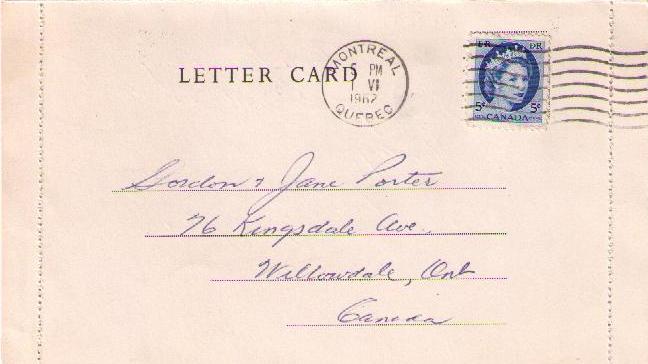 LETTER CARD
MONTREAL
5 PM
1 VI
1962
QUEBEC
E R
5¢ 5¢
CANADA
Gordon & Jane Porter
76 Kingsdale Ave.,
Willowdale, Ont
Canada